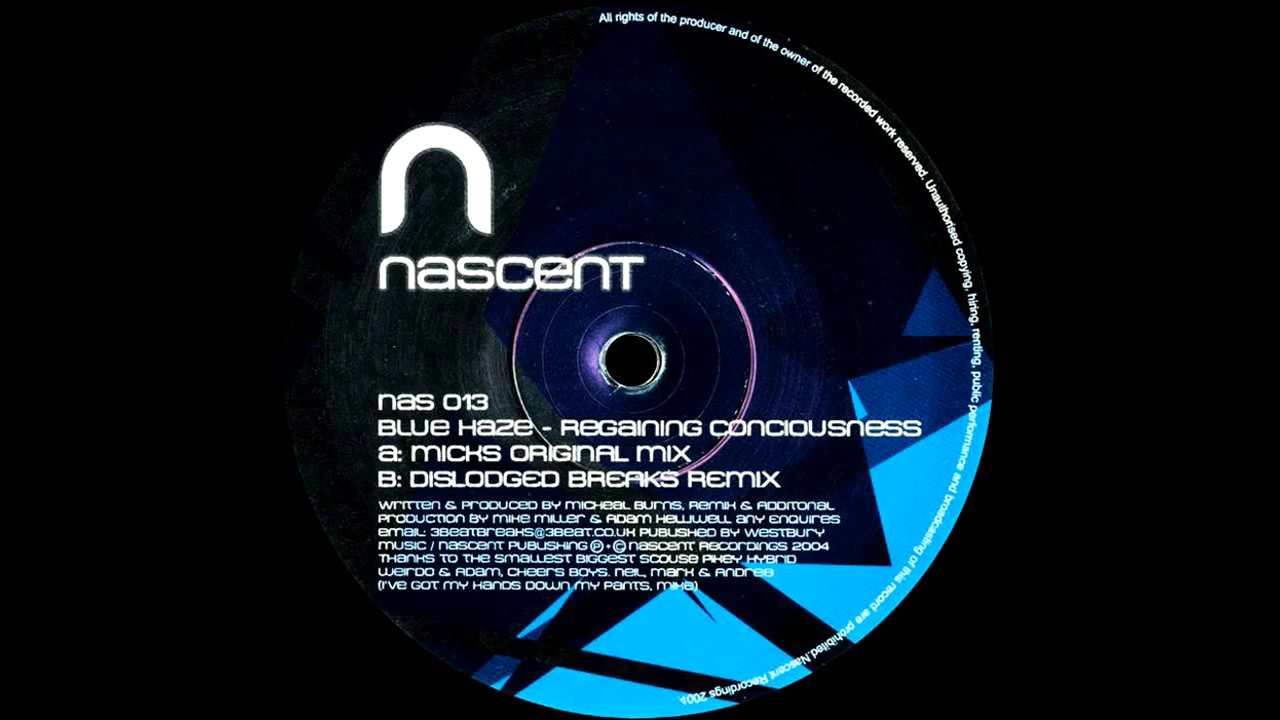 All rights of the producer and of the owner of the recorded work reserved. Unauthorised copying, hiring, renting, public performance and broadcasting of this record are prohibited. Nascent Recordings 2004
n
nascent
nas 013
Blue Haze - Regaining Conciousness
a: Micks Original Mix
B: Dislodged Breaks Remix
Written & Produced by Micheal Burns, Remix & Additonal
Production by Mike Miller & Adam Helliwell any enquires
email: 3beatbreaks@3beat.co.uk Published by Westbury
Music / Nascent Publishing Ⓟ+© Nascent Recordings 2004
Thanks to the smallest biggest scouse pikey hybrid
weirdo & Adam, Cheers boys. Neil, Mark & Andrea
(I've got my hands down my pants, Mike)